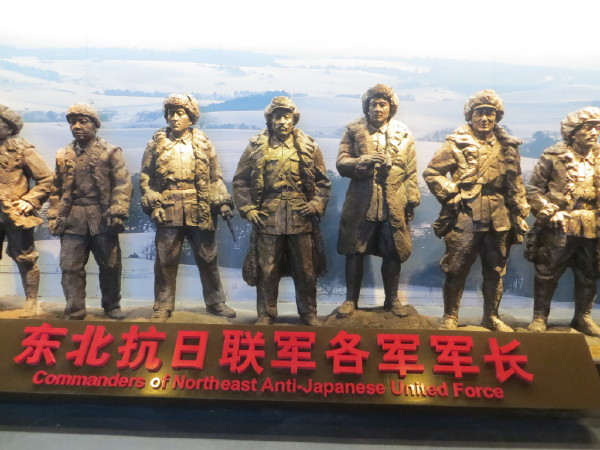 东北抗日联军各军军长
Commanders of Northeast Anti-Japanese United Force